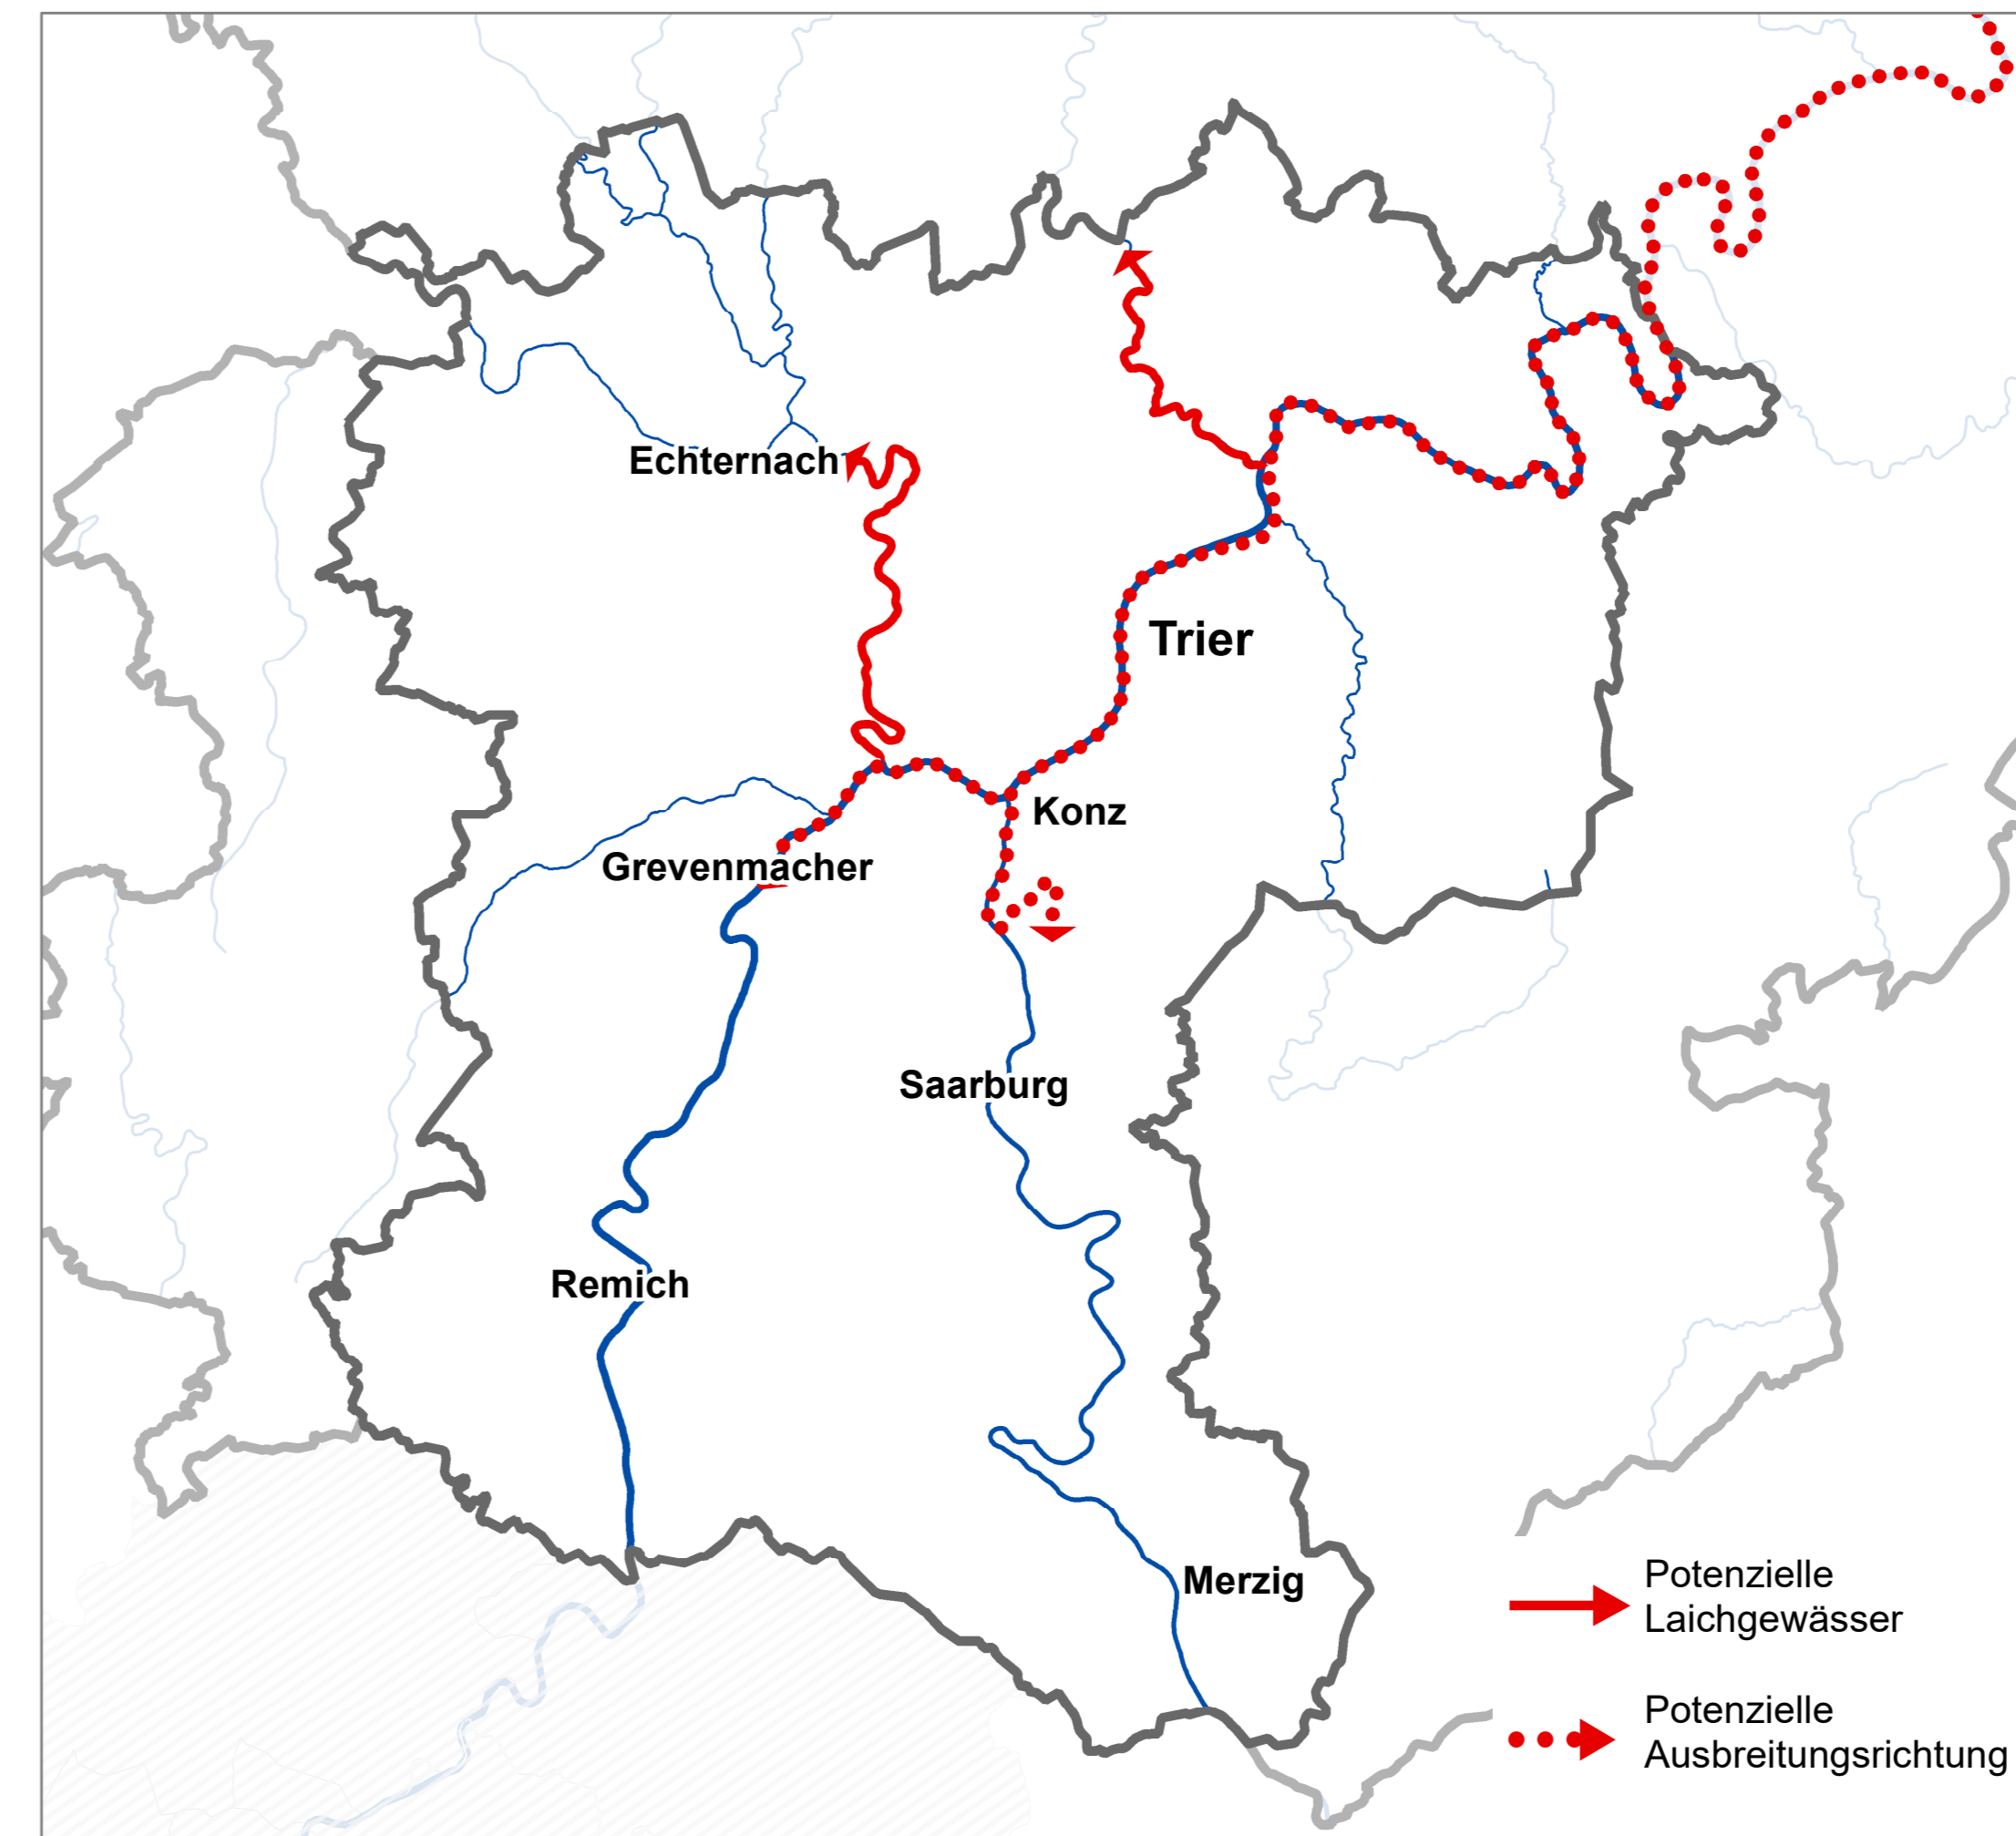 Echternach
Trier
Konz
Grevenmacher
Saarburg
Remich
Merzig
Potenzielle
Laichgewässer
Potenzielle
Ausbreitungsrichtung